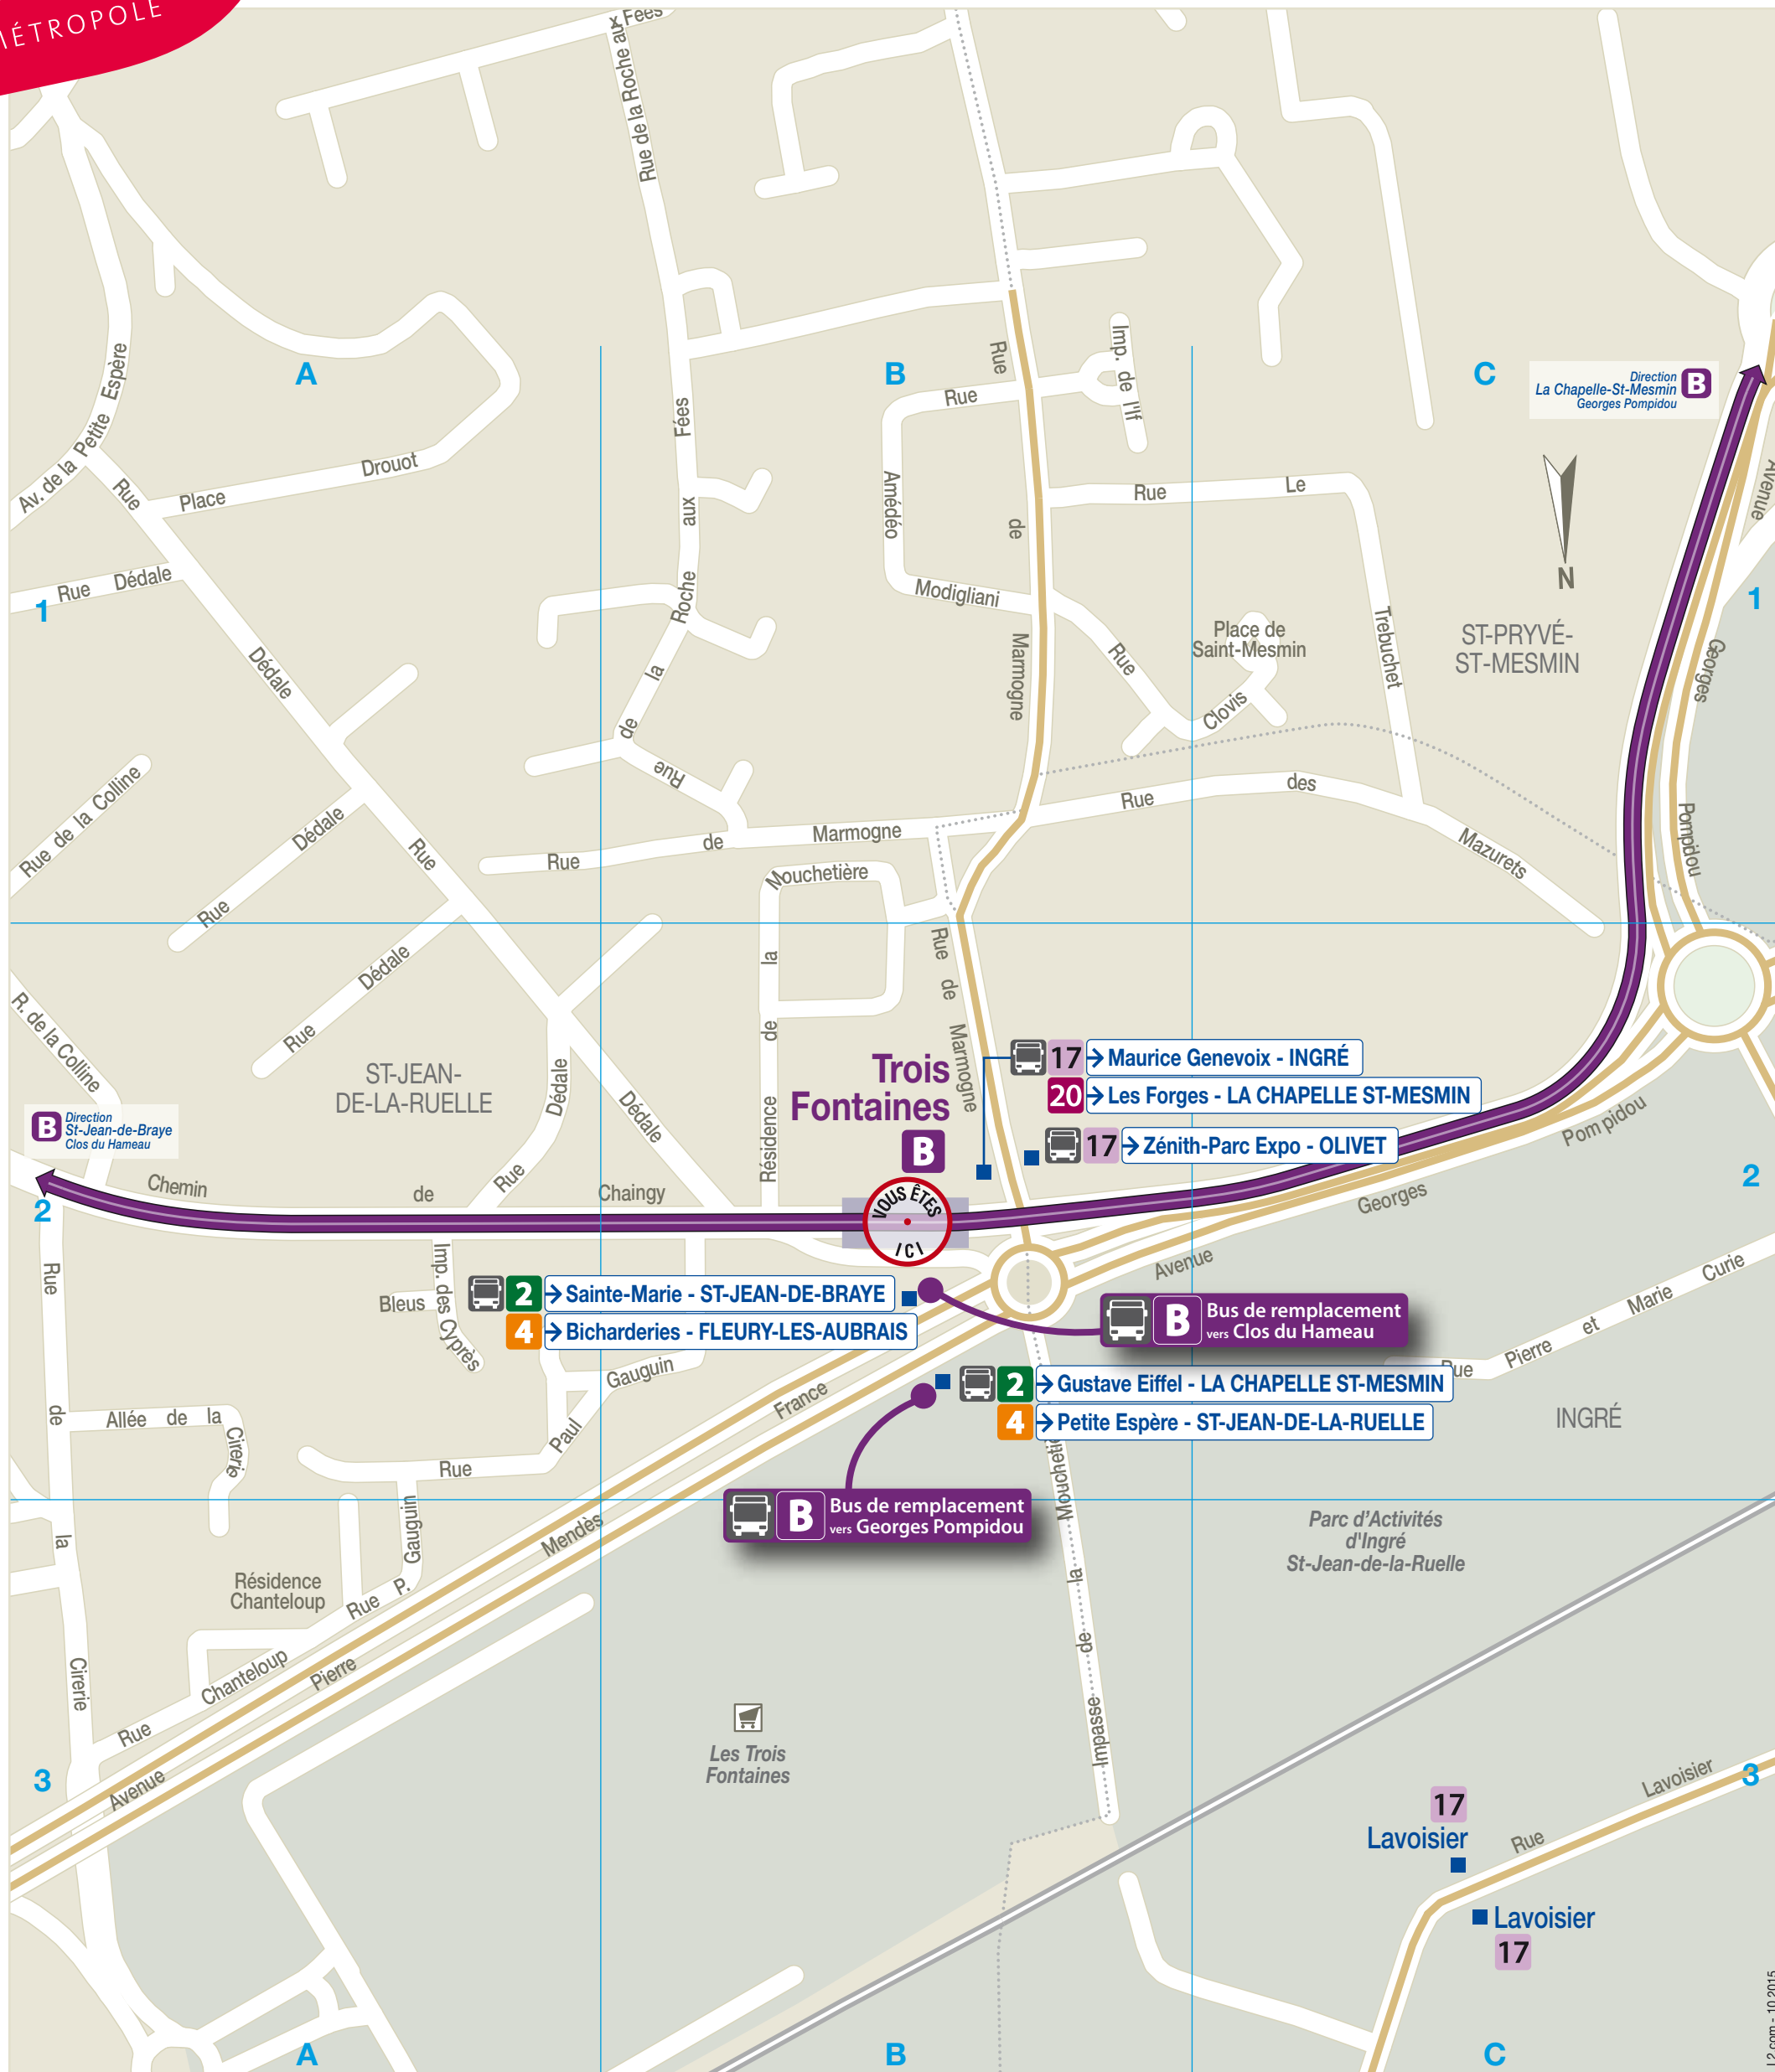 MÉTROPOLE
Rue de la Roche aux Fées
x Fées
A
B
C
Direction
La Chapelle-St-Mesmin
Georges Pompidou
B
N
1
1
Av. de la Petite Espère
Place Drouot
Rue Dédale
Rue Dédale
Rue de la Colline
Rue Dédale
Rue Dédale
Rue Dédale
Rue Dédale
R. de la Colline
Rue de la Roche aux Fées
Rue de Marmogne
Rue Amédéo Modigliani
Imp. de l'If
Rue de Marmogne
Rue Le Trebuchet
Rue Clovis
Place de
Saint-Mesmin
ST-PRYVÉ-
ST-MESMIN
Rue des Mazurets
Avenue Georges Pompidou
Résidence de la Mouchetière
Rue de Marmogne
ST-JEAN-
DE-LA-RUELLE
Trois
Fontaines
B
17 Maurice Genevoix - INGRÉ
20 Les Forges - LA CHAPELLE ST-MESMIN
17 Zénith-Parc Expo - OLIVET
B
Direction
St-Jean-de-Braye
Clos du Hameau
2
2
Chemin de Chaingy
VOUS ÊTES
ICI
Avenue Georges Pompidou
Imp. des Cyprès
Bleus
2 Sainte-Marie - ST-JEAN-DE-BRAYE
4 Bicharderies - FLEURY-LES-AUBRAIS
B Bus de remplacement
vers Clos du Hameau
2 Gustave Eiffel - LA CHAPELLE ST-MESMIN
4 Petite Espère - ST-JEAN-DE-LA-RUELLE
B Bus de remplacement
vers Georges Pompidou
Rue Pierre et Marie Curie
INGRÉ
Rue de la Cirerie
Allée de la Cirerie
Rue Paul Gauguin
Rue P. Gauguin
Résidence
Chanteloup
Rue Chanteloup
Avenue Pierre Mendès France
Parc d'Activités
d'Ingré
St-Jean-de-la-Ruelle
Impasse de la
Les Trois
Fontaines
3
3
17
Lavoisier
Lavoisier
17
Rue Lavoisier
A
B
C
2.com - 10.2015